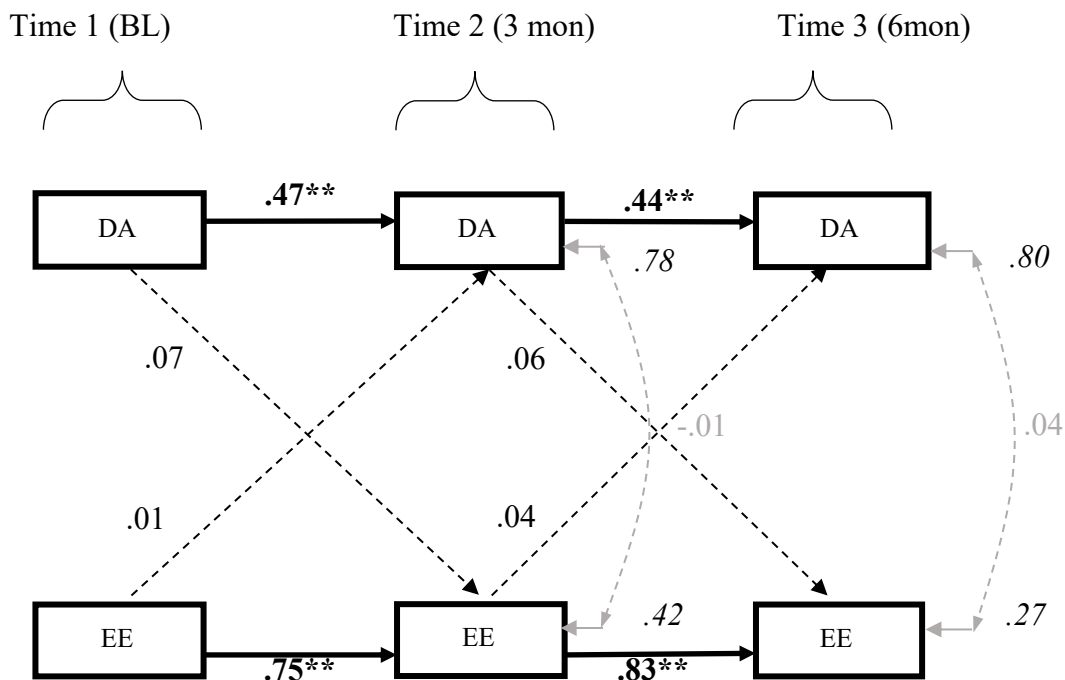 Time 1 (BL) Time 2 (3 mon) Time 3 (6mon)
.47** .44**
DA DA DA
.78 .80
.07 .06
-.01 .04
.01 .04
.42 .27
EE EE EE
.75** .83**